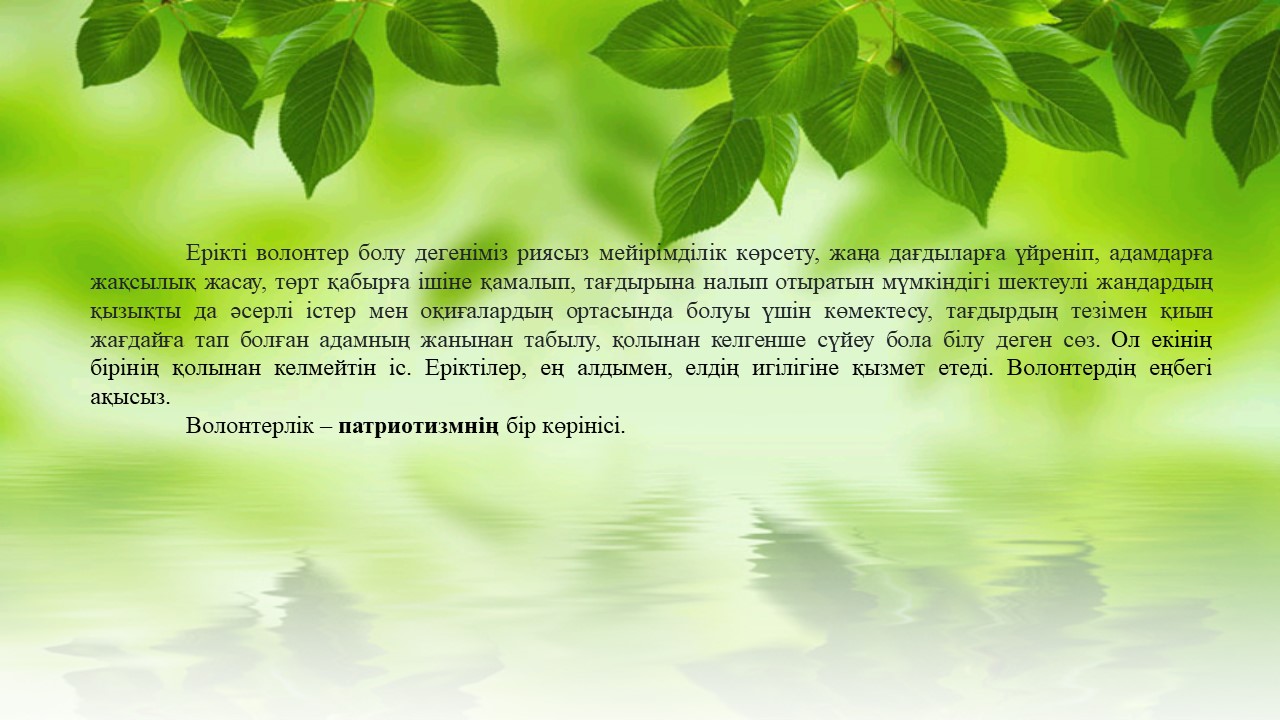 Ерікті волонтер болу дегеніміз риясыз мейірімділік көрсету, жаңа дағдыларға үйреніп, адамдарға
жақсылық жасау, төрт қабырға ішіне қамалып, тағдырына налып отыратын мүмкіндігі шектеулі жандардың
қызықты да әсерлі істер мен оқиғалардың ортасында болуы үшін көмектесу, тағдырдың тезімен қиын
жағдайға тап болған адамның жанынан табылу, қолынан келгенше сүйеу бола білу деген сөз. Ол екінің
бірінің қолынан келмейтін іс. Еріктілер, ең алдымен, елдің игілігіне қызмет етеді. Волонтердің еңбегі
ақысыз.
Волонтерлік – патриотизмнің бір көрінісі.